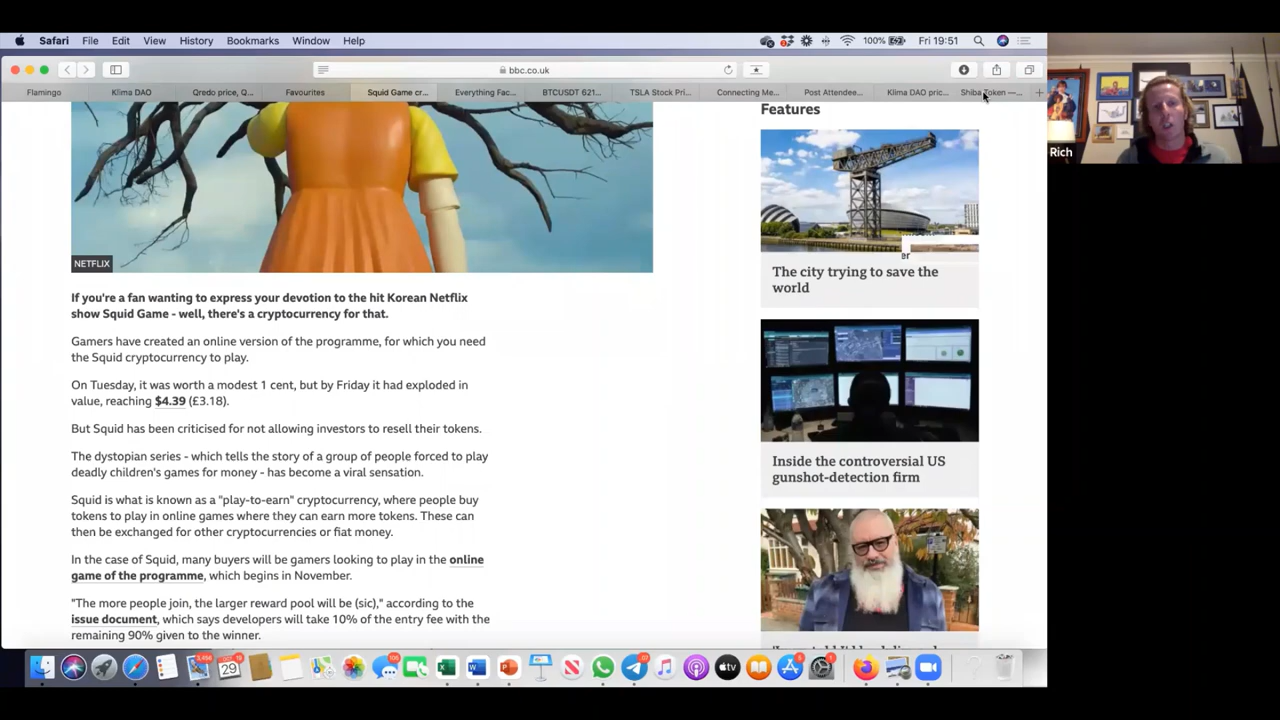 Safari File Edit View History Bookmarks Window Help
100% Fri 19:51
bbc.co.uk
Flamingo
Klima DAO
Qredo price, Q...
Favourites
Squid Game cr...
Everything Fac...
BTCUSDT 621...
TSLA Stock Pri...
Connecting Me...
Post Attendee...
Klima DAO pric...
Shiba Token —...
Rich
NETFLIX
If you're a fan wanting to express your devotion to the hit Korean Netflix
show Squid Game - well, there's a cryptocurrency for that.
Gamers have created an online version of the programme, for which you need
the Squid cryptocurrency to play.
On Tuesday, it was worth a modest 1 cent, but by Friday it had exploded in
value, reaching $4.39 (£3.18).
But Squid has been criticised for not allowing investors to resell their tokens.
The dystopian series - which tells the story of a group of people forced to play
deadly children's games for money - has become a viral sensation.
Squid is what is known as a "play-to-earn" cryptocurrency, where people buy
tokens to play in online games where they can earn more tokens. These can
then be exchanged for other cryptocurrencies or fiat money.
In the case of Squid, many buyers will be gamers looking to play in the online
game of the programme, which begins in November.
"The more people join, the larger reward pool will be (sic)," according to the
issue document, which says developers will take 10% of the entry fee with the
remaining 90% given to the winner.
Features
er
The city trying to save the
world
Inside the controversial US
gunshot-detection firm
29
tv